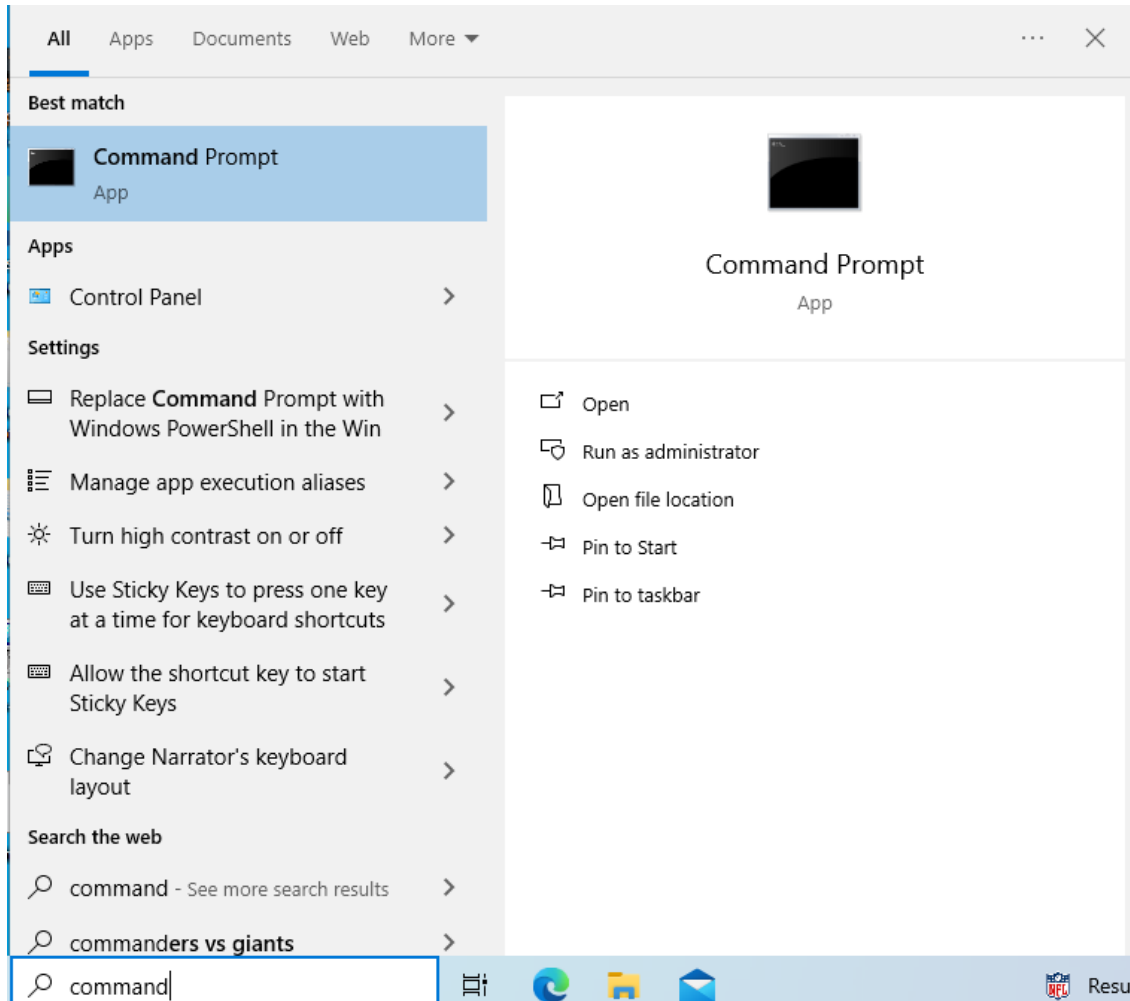 All Apps Documents Web More
Best match
Command Prompt
App
Apps
Control Panel
Settings
Replace Command Prompt with
Windows PowerShell in the Win
Manage app execution aliases
Turn high contrast on or off
Use Sticky Keys to press one key
at a time for keyboard shortcuts
Allow the shortcut key to start
Sticky Keys
Change Narrator's keyboard
layout
Search the web
command - See more search results
commanders vs giants
command
Command Prompt
App
Open
Run as administrator
Open file location
Pin to Start
Pin to taskbar
NFL Resu